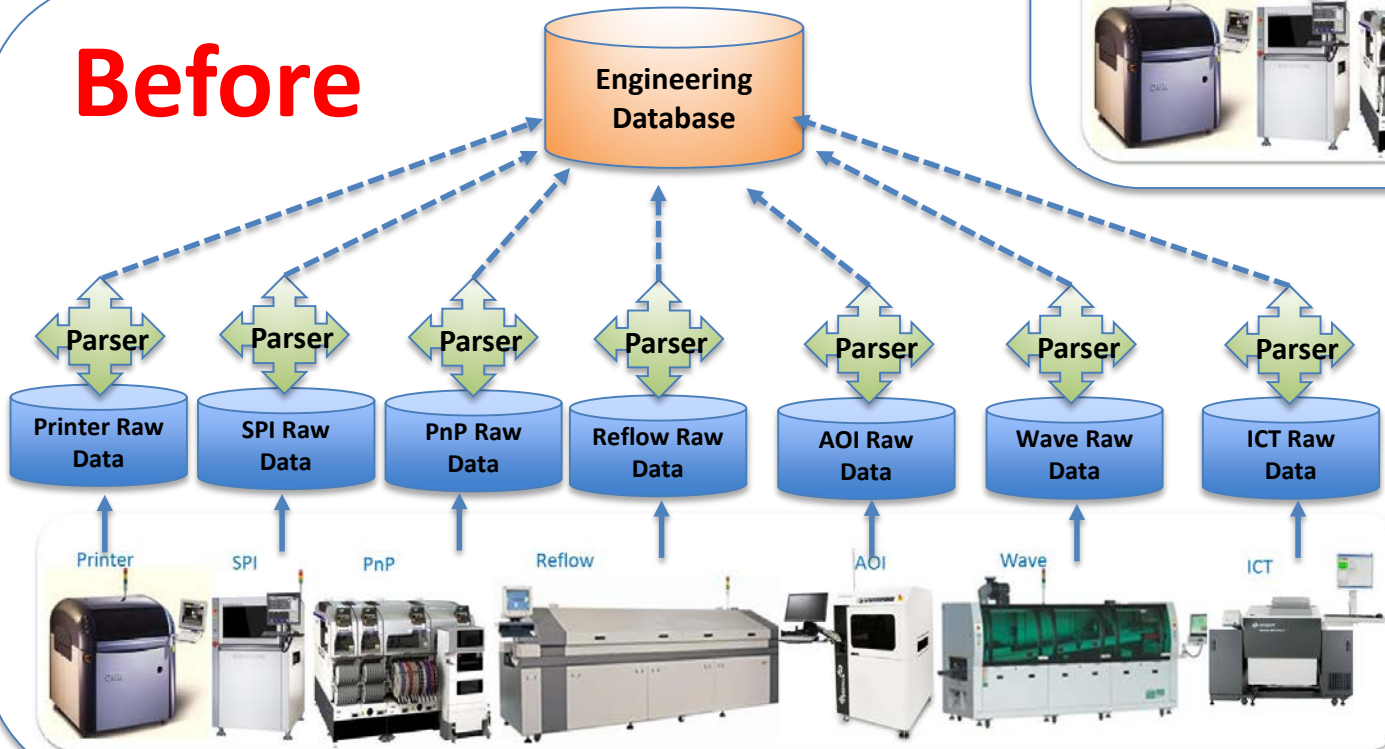 Before
Engineering
Database
Parser
Parser
Parser
Parser
Parser
Parser
Parser
Printer Raw
Data
SPI Raw
Data
PnP Raw
Data
Reflow Raw
Data
AOI Raw
Data
Wave Raw
Data
ICT Raw
Data
Printer
SPI
PnP
Reflow
AOI
Wave
ICT